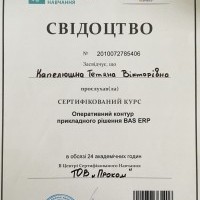 НАВЧАННЯ
СВІДОЦТВО
№ 2010072785406
Засвідчує, що
Капелюшна Тетяна Вікторівна
прослухав(ла)
СЕРТИФІКОВАНИЙ КУРС
Оперативний контур
прикладного рішення BAS ERP
в обсязі 24 академічних годин
В Центрі Сертифікованого Навчання
ТОВ «Проком»